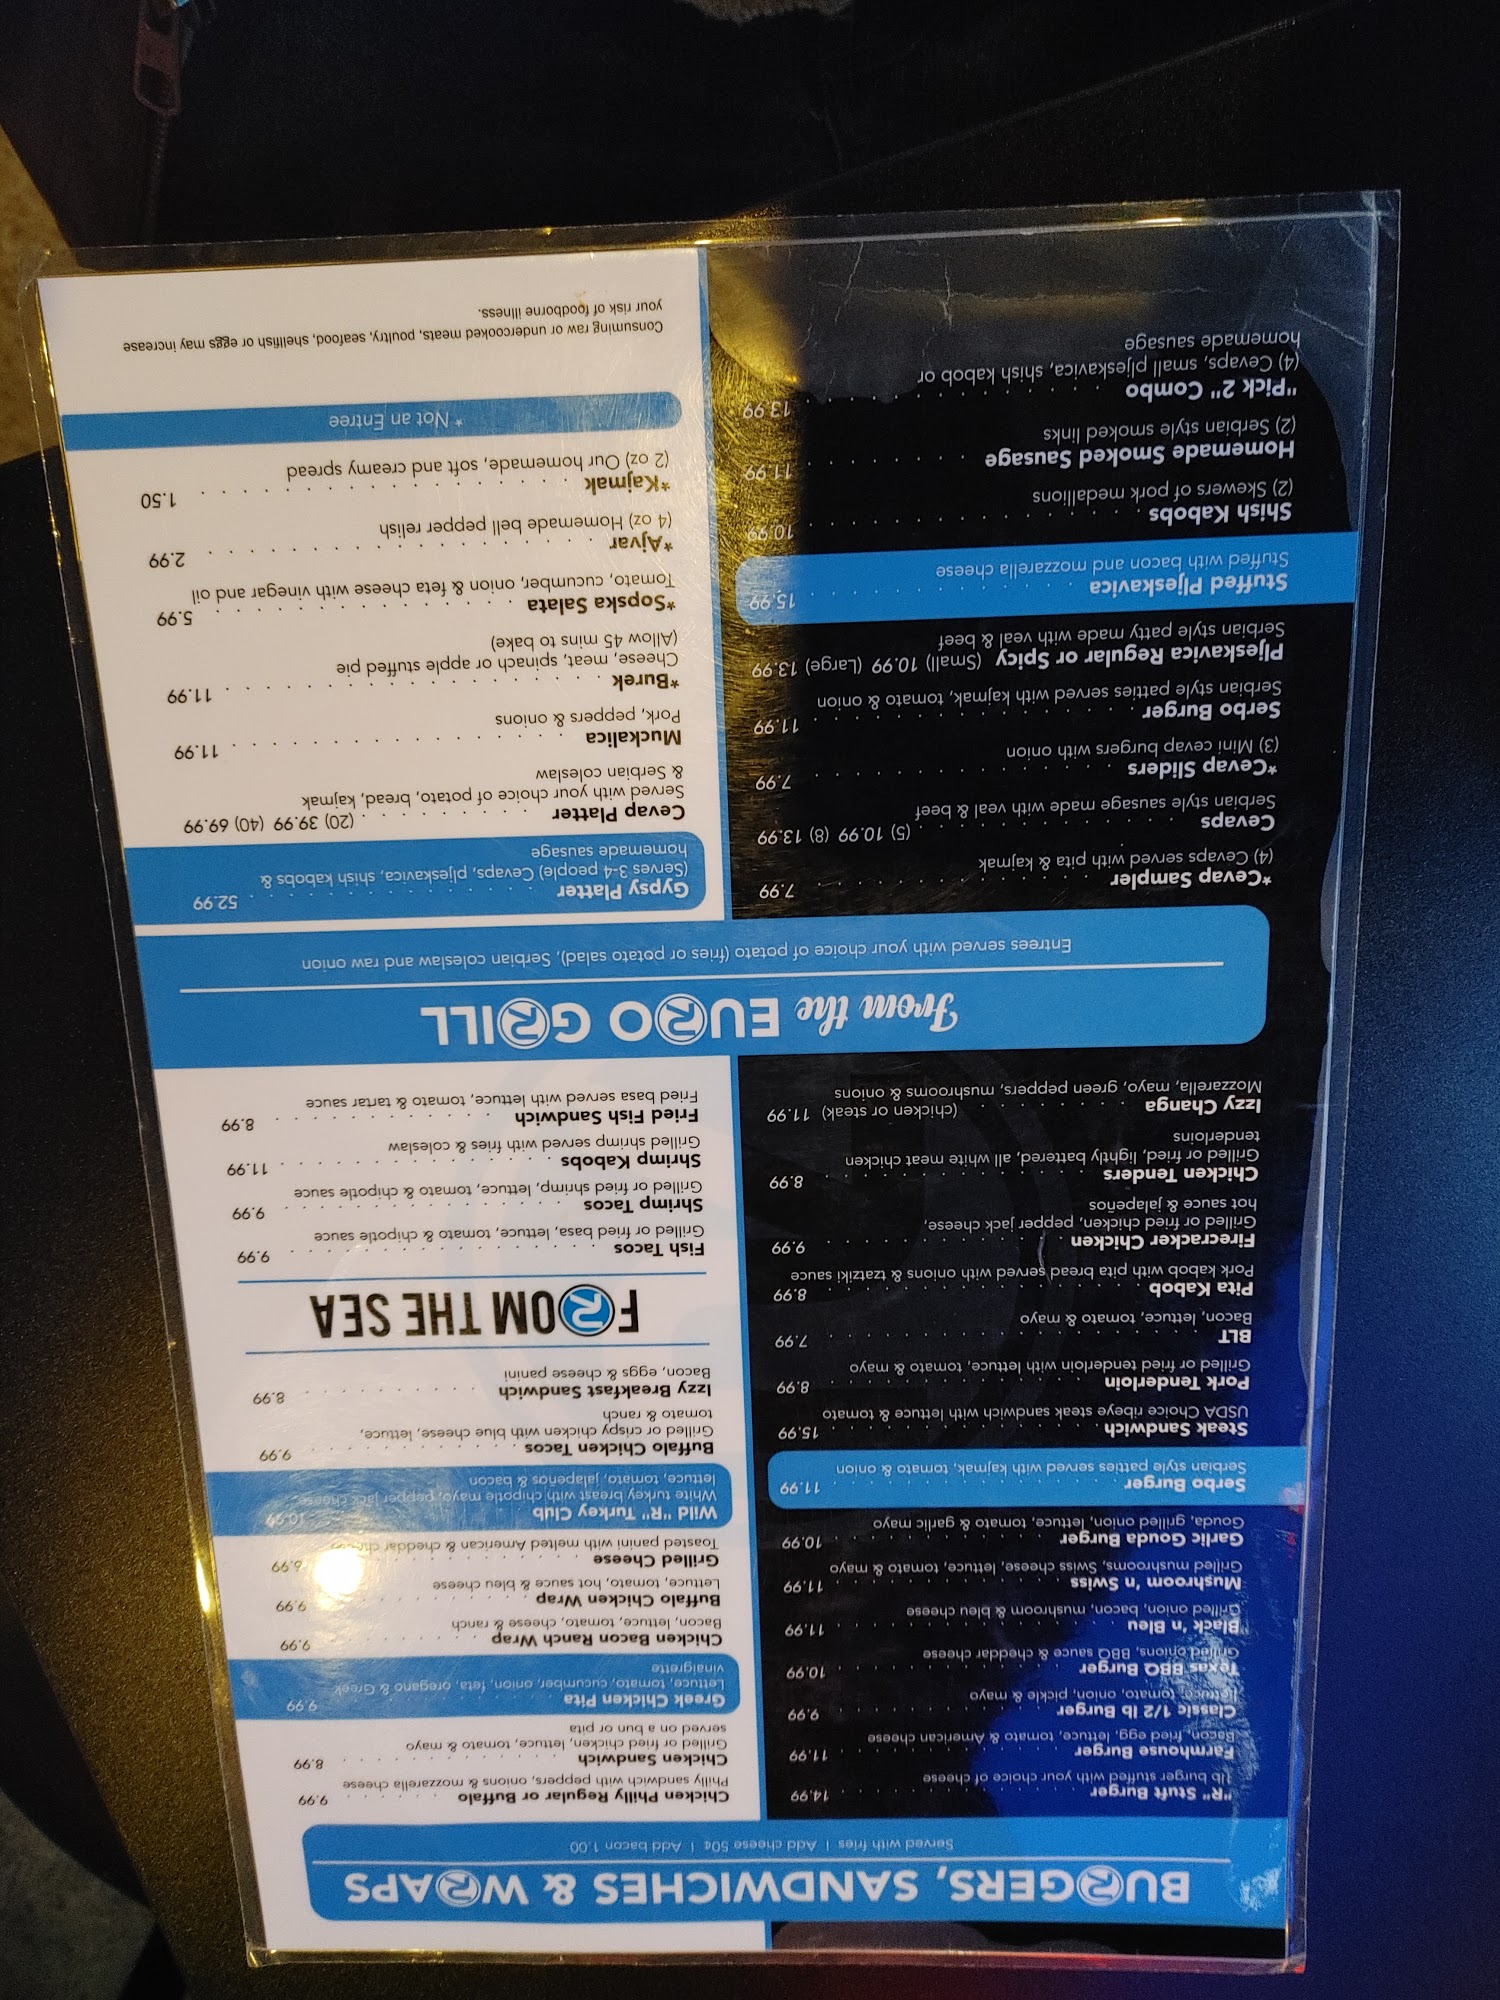 BURGERS, SANDWICHES & WRAPS
Served with fries | Add cheese 50¢ | Add bacon 1.00
"R" Stuft Burger . . . . . . . . . . . 14.99
1lb burger stuffed with your choice of cheese
Farmhouse Burger . . . . . . . . . . . 11.99
Bacon, fried egg, lettuce, tomato & American cheese
Classic 1/2 lb Burger . . . . . . . . . . . 9.99
lettuce, tomato, onion, pickle & mayo
Texas BBQ Burger . . . . . . . . . . . 10.99
Grilled onions, BBQ sauce & cheddar cheese
Black 'n Bleu . . . . . . . . . . . 11.99
Grilled onion, bacon, mushroom & bleu cheese
Mushroom 'n Swiss . . . . . . . . . . . 11.99
Grilled mushrooms, Swiss cheese, lettuce, tomato & mayo
Garlic Gouda Burger . . . . . . . . . . . 10.99
Gouda, grilled onion, lettuce, tomato & garlic mayo
Serbo Burger . . . . . . . . . . . 11.99
Serbian style patties served with kajmak, tomato & onion
Steak Sandwich . . . . . . . . . . . 15.99
USDA Choice ribeye steak sandwich with lettuce & tomato
Pork Tenderloin . . . . . . . . . . . 8.99
Grilled or fried tenderloin with lettuce, tomato & mayo
BLT . . . . . . . . . . . 7.99
Bacon, lettuce, tomato & mayo
Pita Kabob . . . . . . . . . . . 8.99
Pork kabob with pita bread served with onions & tzatziki sauce
Firecracker Chicken . . . . . . . . . . . 9.99
Grilled or fried chicken, pepper jack cheese,
hot sauce & jalapeños
Chicken Tenders . . . . . . . . . . . 8.99
Grilled or fried, lightly battered, all white meat chicken
tenderloins
Izzy Changa . . . . . . . (chicken or steak) 11.99
Mozzarella, mayo, green peppers, mushrooms & onions
Chicken Philly Regular or Buffalo . . . . . . 9.99
Philly sandwich with peppers, onions & mozzarella cheese
Chicken Sandwich . . . . . . . . . . . 8.99
Grilled or fried chicken, lettuce, tomato & mayo
served on a bun or pita
Greek Chicken Pita . . . . . . . . . . . 9.99
Lettuce, tomato, cucumber, onion, feta, oregano & Greek
vinaigrette
Chicken Bacon Ranch Wrap . . . . . . . . 9.99
Bacon, lettuce, tomato, cheese & ranch
Buffalo Chicken Wrap . . . . . . . . . . 9.99
Lettuce, tomato, hot sauce & bleu cheese
Grilled Cheese . . . . . . . . . . . 6.99
Toasted panini with melted American & cheddar cheese
Wild "R" Turkey Club . . . . . . . . . . 10.99
White turkey breast with chipotle mayo, pepper jack cheese,
lettuce, tomato, jalapeños & bacon
Buffalo Chicken Tacos . . . . . . . . . . 9.99
Grilled or crispy chicken with blue cheese, lettuce,
tomato & ranch
Izzy Breakfast Sandwich . . . . . . . . . . 8.99
Bacon, eggs & cheese panini
FROM THE SEA
Fish Tacos . . . . . . . . . . . 9.99
Grilled or fried basa, lettuce, tomato & chipotle sauce
Shrimp Tacos . . . . . . . . . . . 9.99
Grilled or fried shrimp, lettuce, tomato & chipotle sauce
Shrimp Kabobs . . . . . . . . . . . 11.99
Grilled shrimp served with fries & coleslaw
Fried Fish Sandwich . . . . . . . . . . . 8.99
Fried basa served with lettuce, tomato & tartar sauce
From the EURO GRILL
Entrees served with your choice of potato (fries or potato salad), Serbian coleslaw and raw onion
*Cevap Sampler . . . . . . . . . . . 7.99
(4) Cevaps served with pita & kajmak
Cevaps . . . . . . . . . . . (5) 10.99 (8) 13.99
Serbian style sausage made with veal & beef
*Cevap Sliders . . . . . . . . . . . 7.99
(3) Mini cevap burgers with onion
Serbo Burger . . . . . . . . . . . 11.99
Serbian style patties served with kajmak, tomato & onion
Pljeskavica Regular or Spicy (Small) 10.99 (Large) 13.99
Serbian style patty made with veal & beef
Stuffed Pljeskavica . . . . . . . . . . . 15.99
Stuffed with bacon and mozzarella cheese
Shish Kabobs . . . . . . . . . . . 10.99
(2) Skewers of pork medallions
Homemade Smoked Sausage . . . . . . . . 11.99
(2) Serbian style smoked links
"Pick 2" Combo . . . . . . . . . . . 13.99
(4) Cevaps, small pljeskavica, shish kabob or
homemade sausage
Gypsy Platter . . . . . . . . . . . 52.99
(Serves 3-4 people) Cevaps, pljeskavica, shish kabobs &
homemade sausage
Cevap Platter . . . . . . . . (20) 39.99 (40) 69.99
Served with your choice of potato, bread, kajmak
& Serbian coleslaw
Muckalica . . . . . . . . . . . 11.99
Pork, peppers & onions
*Burek . . . . . . . . . . . 11.99
Cheese, meat, spinach or apple stuffed pie
(Allow 45 mins to bake)
*Sopska Salata . . . . . . . . . . . 5.99
Tomato, cucumber, onion & feta cheese with vinegar and oil
*Ajvar . . . . . . . . . . . 2.99
(4 oz) Homemade bell pepper relish
*Kajmak . . . . . . . . . . . 1.50
(2 oz) Our homemade, soft and creamy spread
* Not an Entree
Consuming raw or undercooked meats, poultry, seafood, shellfish or eggs may increase
your risk of foodborne illness.